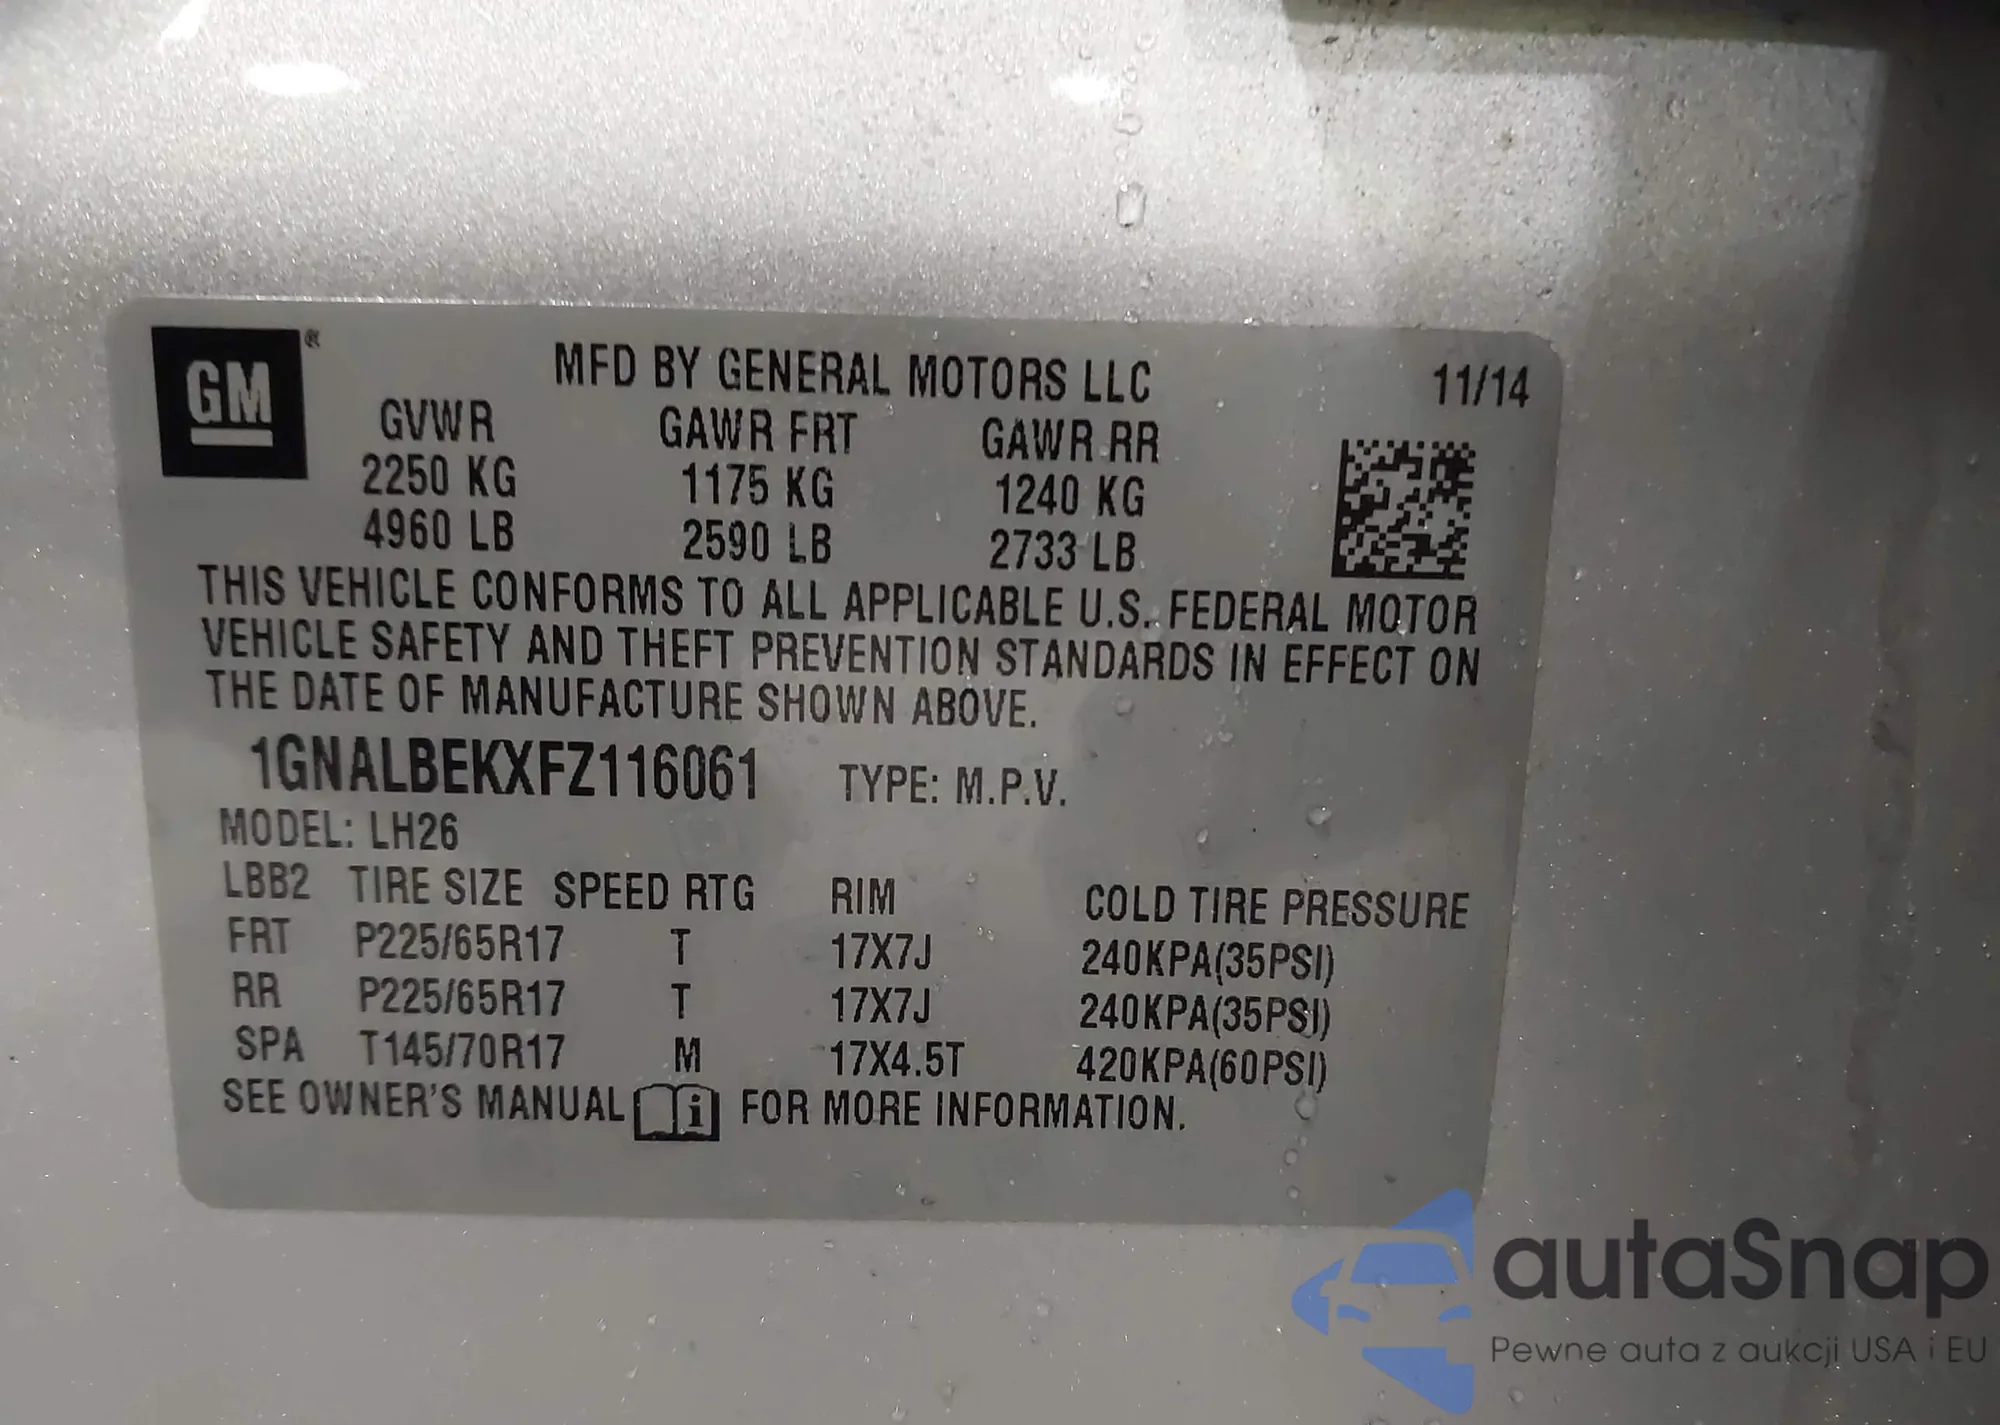 GM®
MFD BY GENERAL MOTORS LLC 11/14
GVWR GAWR FRT GAWR RR
2250 KG 1175 KG 1240 KG
4960 LB 2590 LB 2733 LB
THIS VEHICLE CONFORMS TO ALL APPLICABLE U.S. FEDERAL MOTOR
VEHICLE SAFETY AND THEFT PREVENTION STANDARDS IN EFFECT ON
THE DATE OF MANUFACTURE SHOWN ABOVE.
1GNALBEKXFZ116061 TYPE: M.P.V.
MODEL: LH26
LBB2 TIRE SIZE SPEED RTG RIM COLD TIRE PRESSURE
FRT P225/65R17 T 17X7J 240KPA(35PSI)
RR P225/65R17 T 17X7J 240KPA(35PSI)
SPA T145/70R17 M 17X4.5T 420KPA(60PSI)
SEE OWNER'S MANUAL i FOR MORE INFORMATION.
autaSnap
Pewne auta z aukcji USA i EU